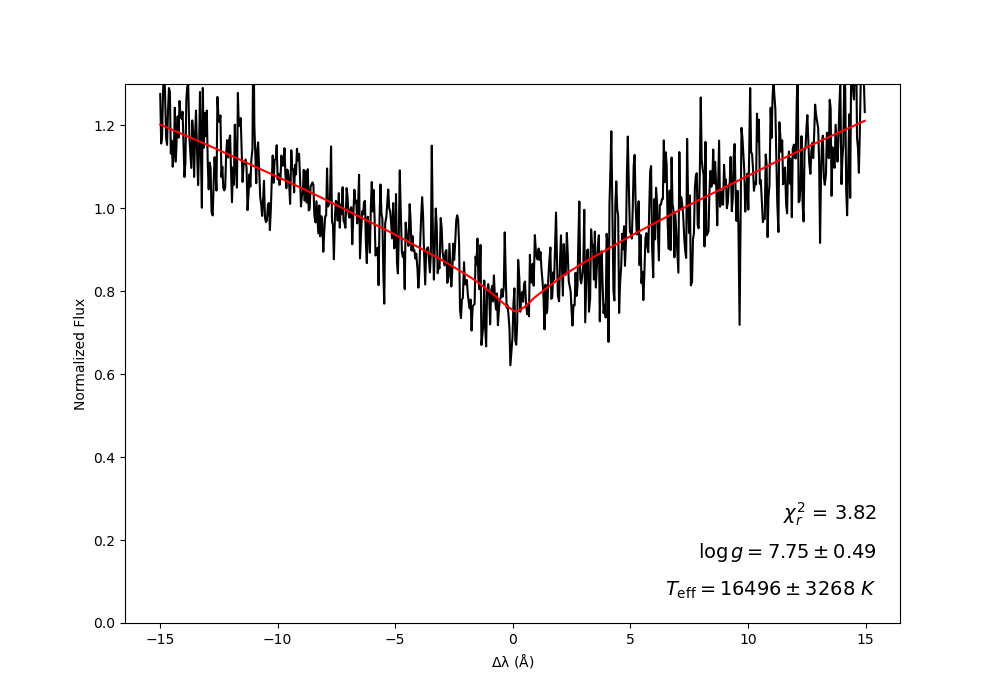 1.2
1.0
0.8
0.6
0.4
0.2
0.0
Normalized Flux
χ²ᵣ = 3.82
log g = 7.75 ± 0.49
T_eff = 16496 ± 3268 K
−15 −10 −5 0 5 10 15
Δλ (Å)